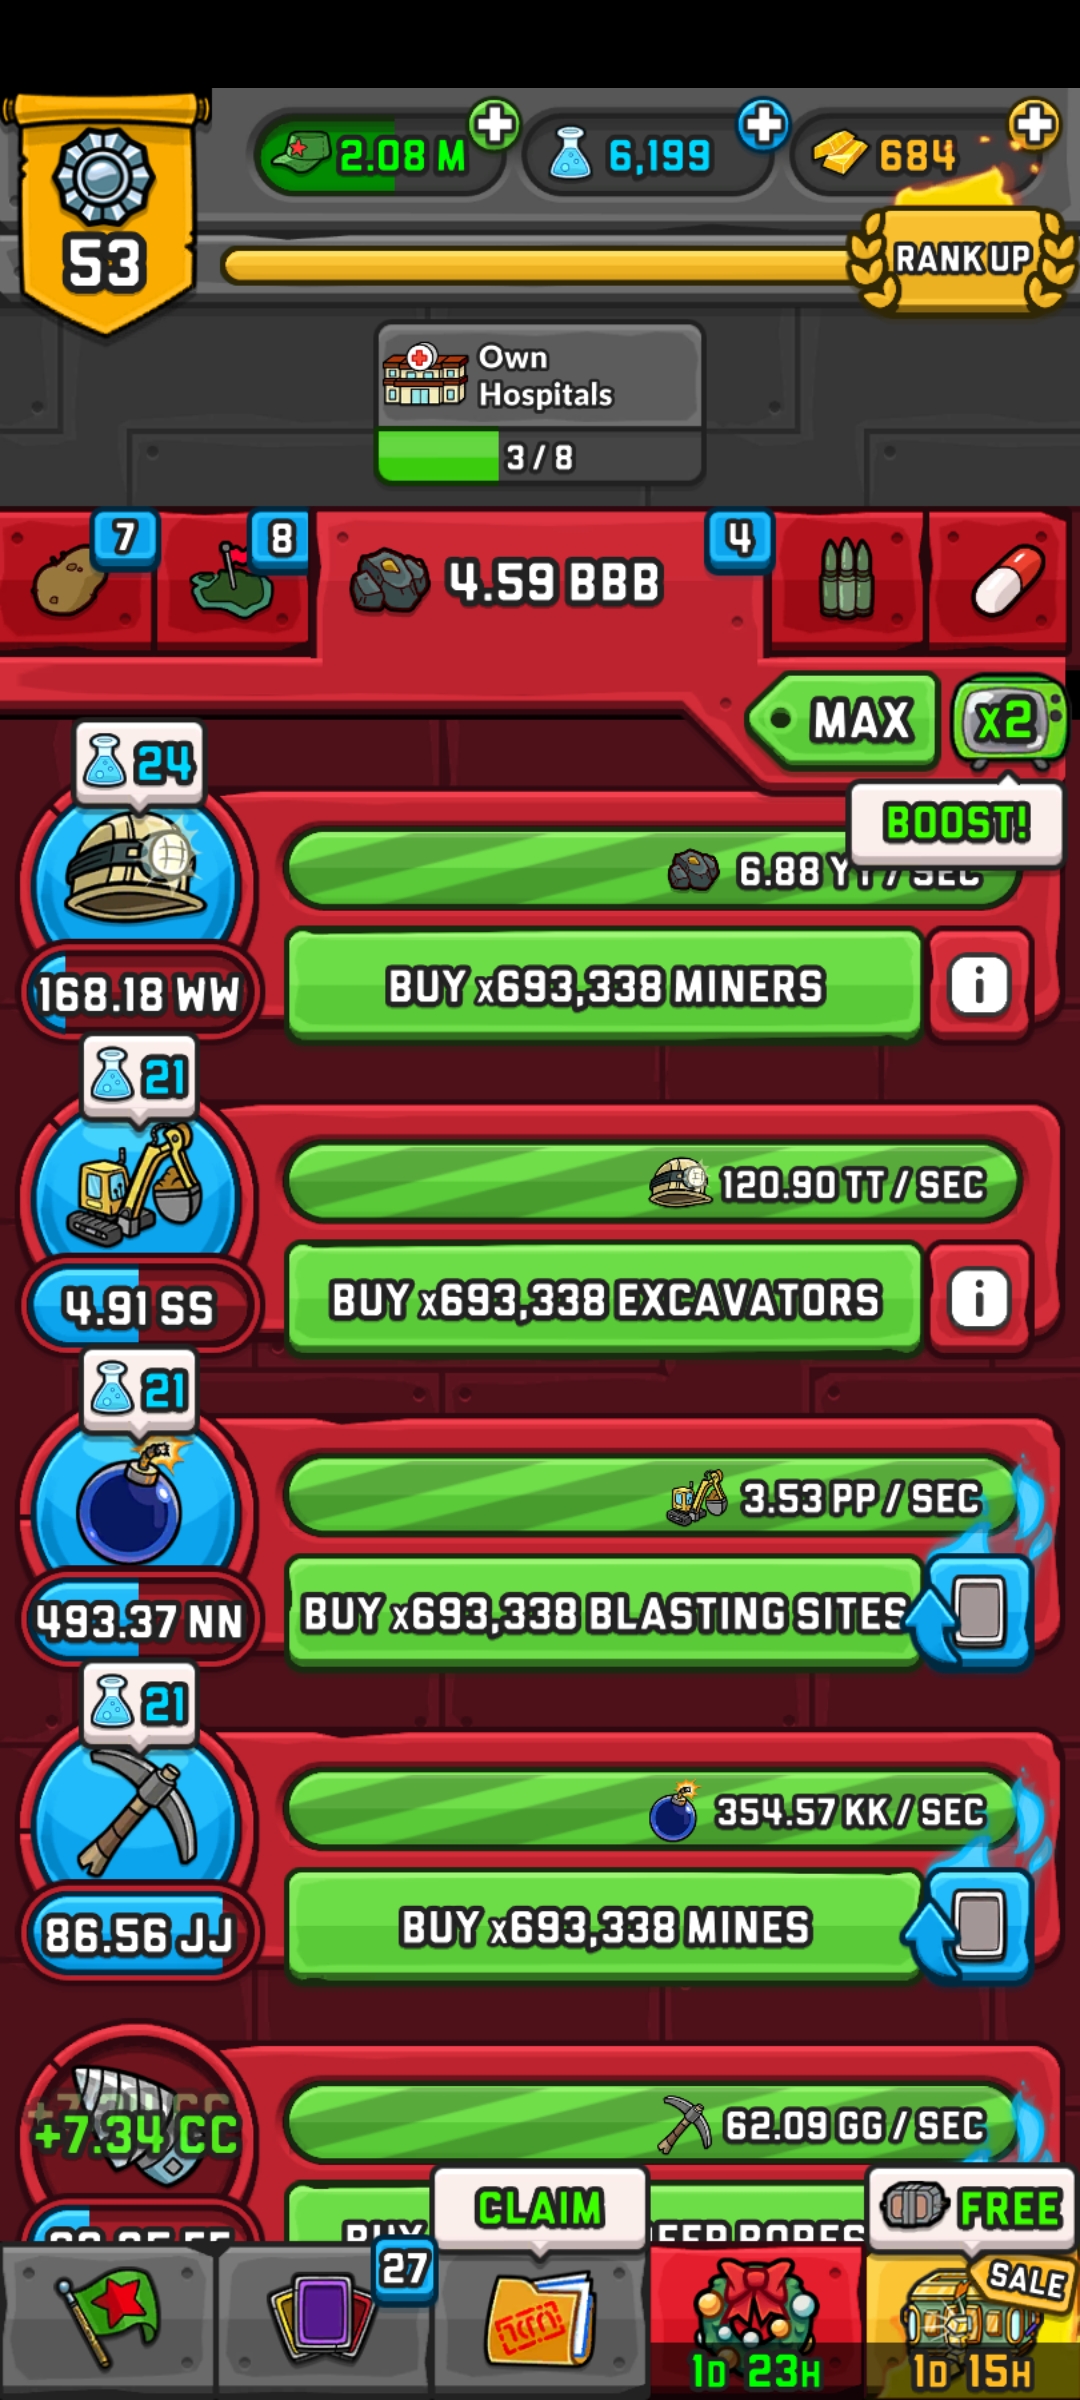 2.08 M
6,199
684
53
RANK UP
Own
Hospitals
3 / 8
7
8
4.59 BBB
4
MAX
x2
BOOST!
24
6.88 YY / SEC
168.18 WW
BUY x693,338 MINERS
i
21
120.90 TT / SEC
4.91 SS
BUY x693,338 EXCAVATORS
i
21
3.53 PP / SEC
493.37 NN
BUY x693,338 BLASTING SITES
21
354.57 KK / SEC
86.56 JJ
BUY x693,338 MINES
+7.34 CC
62.09 GG / SEC
BUY
CLAIM
FREE
27
SALE
1D 23H
1D 15H